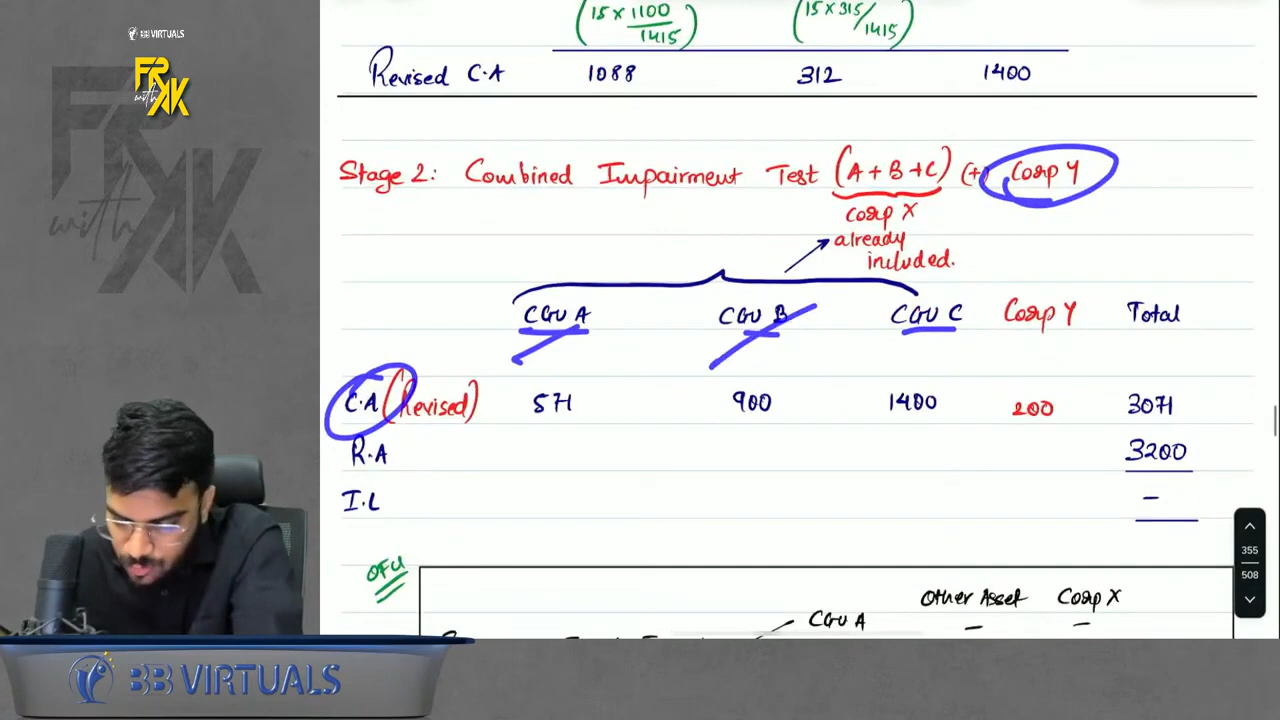 BB VIRTUALS
FR
with
AK
(15 x 1100/1415) (15 x 315/1415)
Revised C.A 1088 312 1400
Stage 2: Combined Impairment Test (A+B+C) (+) Corp Y
Corp X
already
included.
CGU A CGU B CGU C Corp Y Total
C.A (Revised) 571 900 1400 200 3071
R.A 3200
I.L –
355
508
Other Asset Corp X
CGU A – –
BB VIRTUALS